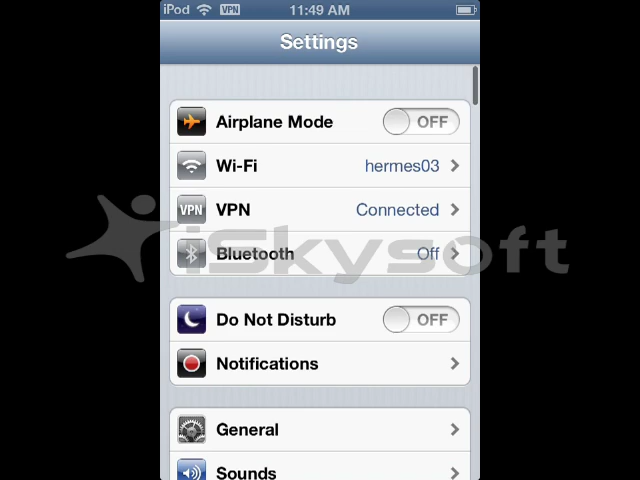 iPod VPN 11:49 AM
Settings
Airplane Mode OFF
Wi-Fi hermes03
VPN VPN Connected
iSkysoft
Bluetooth Off
Do Not Disturb OFF
Notifications
General
Sounds